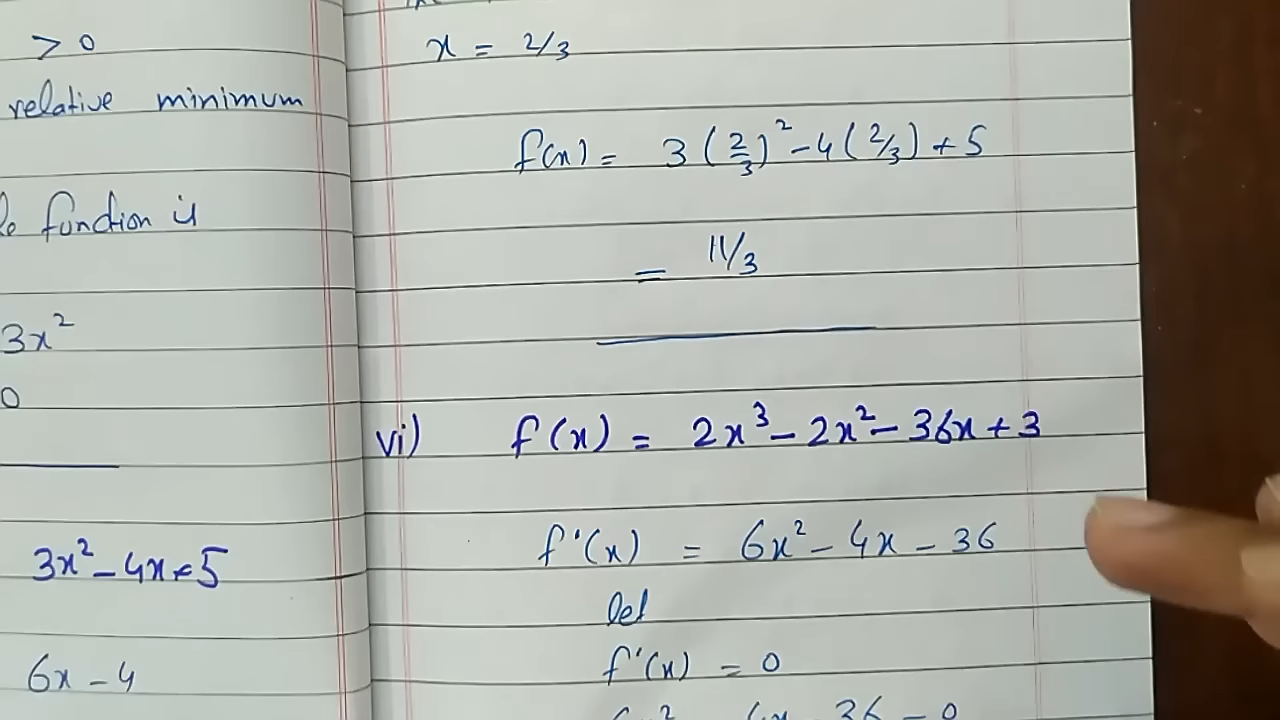 > 0
relative minimum
function is
3x²
0
3x² - 4x + 5
6x - 4
x = 2/3
f(x) = 3(2/3)² - 4(2/3) + 5
= 11/3
vi) f(x) = 2x³ - 2x² - 36x + 3
f'(x) = 6x² - 4x - 36
let
f'(x) = 0